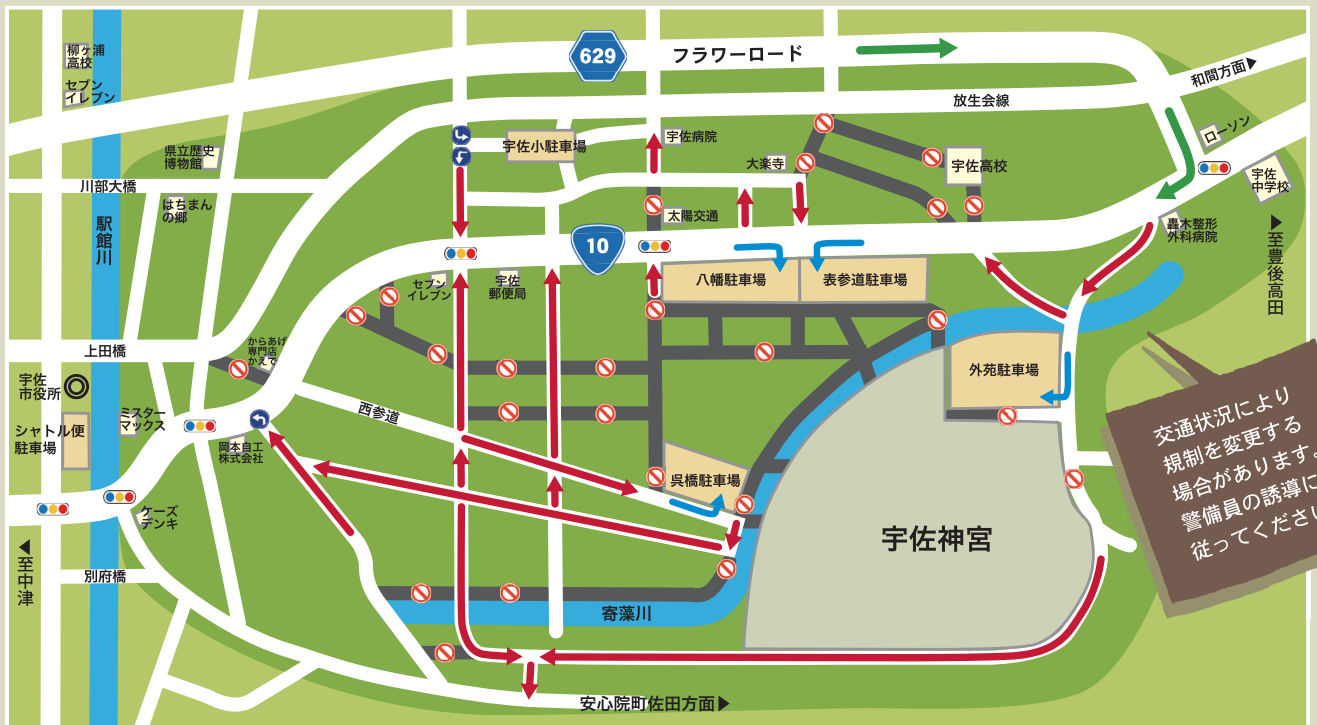 柳ヶ浦
高校
セブン
イレブン
629
フラワーロード
和間方面
放生会線
県立歴史
博物館
宇佐小駐車場
宇佐病院
大楽寺
宇佐高校
ローソン
宇佐
中学校
川部大橋
はちまん
の郷
太陽交通
轟木整形
外科病院
至豊後高田
駅館川
10
セブン
イレブン
宇佐
郵便局
八幡駐車場
表参道駐車場
上田橋
からあげ
専門店
かえで
宇佐
市役所
シャトル便
駐車場
ミスター
マックス
西参道
外苑駐車場
岡本自工
株式会社
呉橋駐車場
ケーズ
デンキ
至中津
別府橋
宇佐神宮
寄藻川
安心院町佐田方面
交通状況により
規制を変更する
場合があります。
警備員の誘導に
従ってください